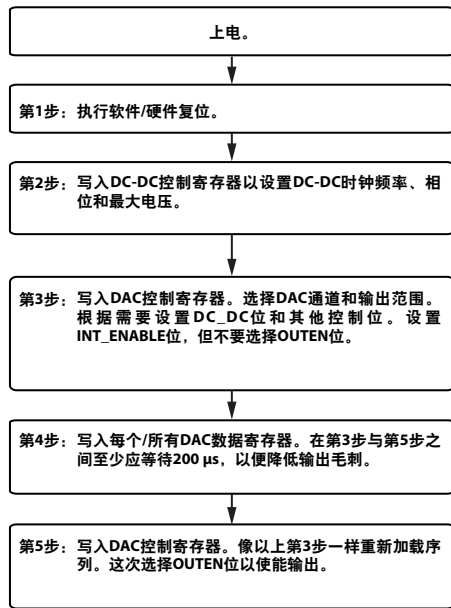 上电。
第1步：执行软件/硬件复位。
第2步：写入DC-DC控制寄存器以设置DC-DC时钟频率、相
位和最大电压。
第3步：写入DAC控制寄存器。选择DAC通道和输出范围。
根据需要设置DC_DC位和其他控制位。设置
INT_ENABLE位，但不要选择OUTEN位。
第4步：写入每个/所有DAC数据寄存器。在第3步与第5步之
间至少应等待200 μs，以便降低输出毛刺。
第5步：写入DAC控制寄存器。像以上第3步一样重新加载序
列。这次选择OUTEN位以使能输出。